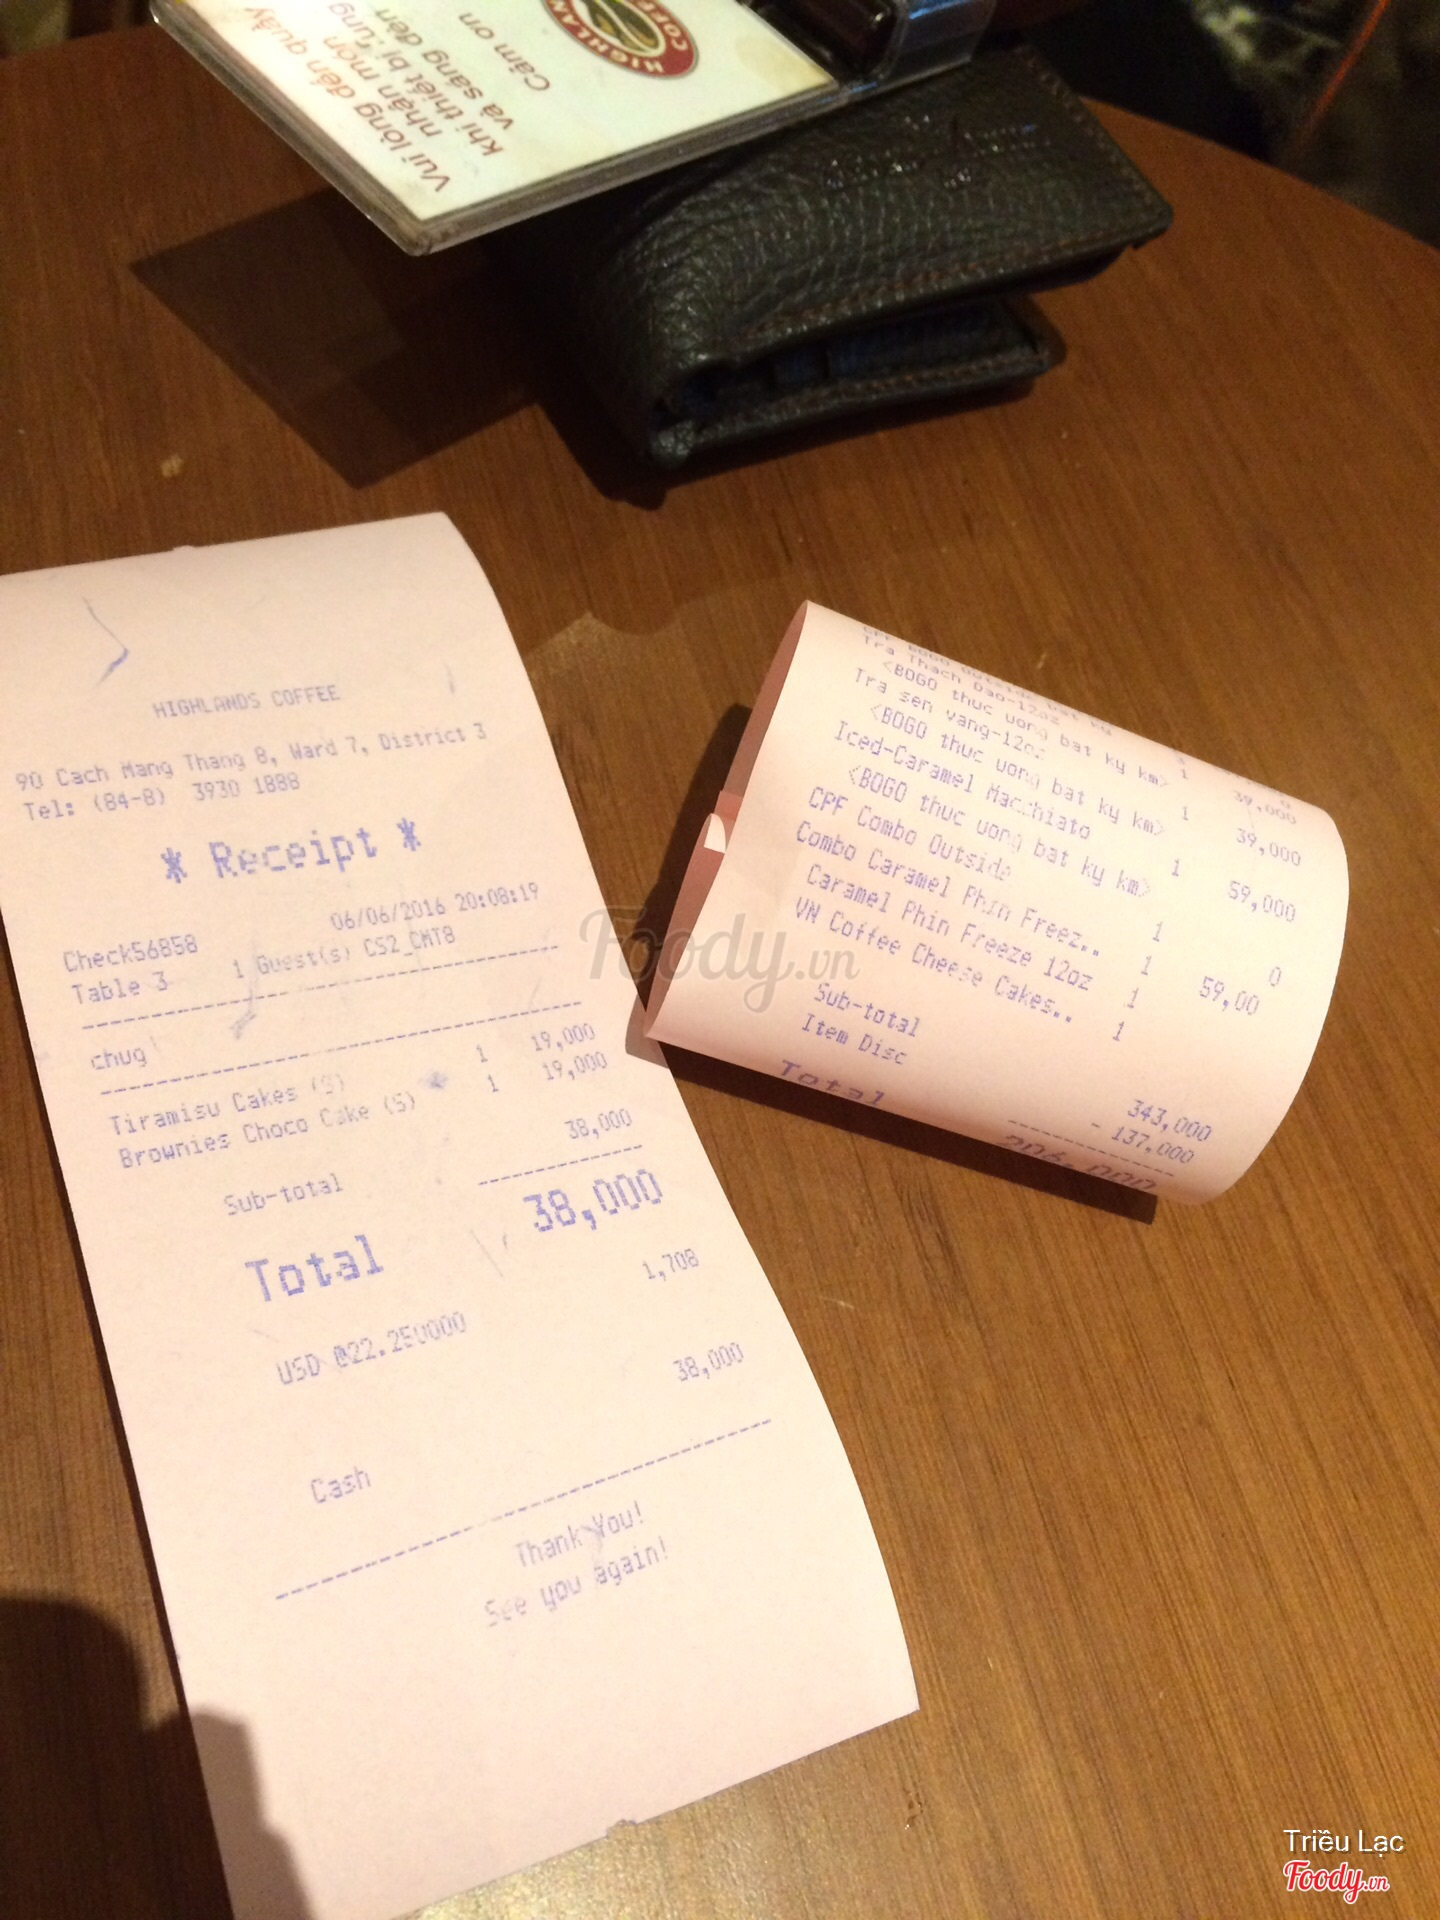 Vui lòng đến quầy
nhận món
khi thiết bị rung
và sáng đèn
Cảm ơn
HIGHLANDS COFFEE
90 Cach Mang Thang 8, Ward 7, District 3
Tel: (84-8) 3930 1888
* Receipt *
06/06/2016 20:08:19
Check56858
Table 3 1 Guest(s) CS2_CMT8
chug
Tiramisu Cakes (S) 1 19,000
Brownies Choco Cake (S) 1 19,000
Sub-total 38,000
Total 38,000
USD @22.250000 1,708
Cash 38,000
Thank You!
See you again!
CPF BOGO Outside bat ky
Tra Thach Dao-12oz
<BOGO thuc uong bat ky km> 1 39,000
Tra sen vang-12oz
<BOGO thuc uong bat ky km> 1 39,000
Iced-Caramel Macchiato
<BOGO thuc uong bat ky km> 1 59,000
CPF Combo Outside
Combo Caramel Phin Freez.. 1
Caramel Phin Freeze 12oz 1 0
VN Coffee Cheese Cakes.. 1 59,00
1
Sub-total 343,000
Item Disc - 137,000
Total 206,000
Foody.vn
Triều Lạc
Foody.vn